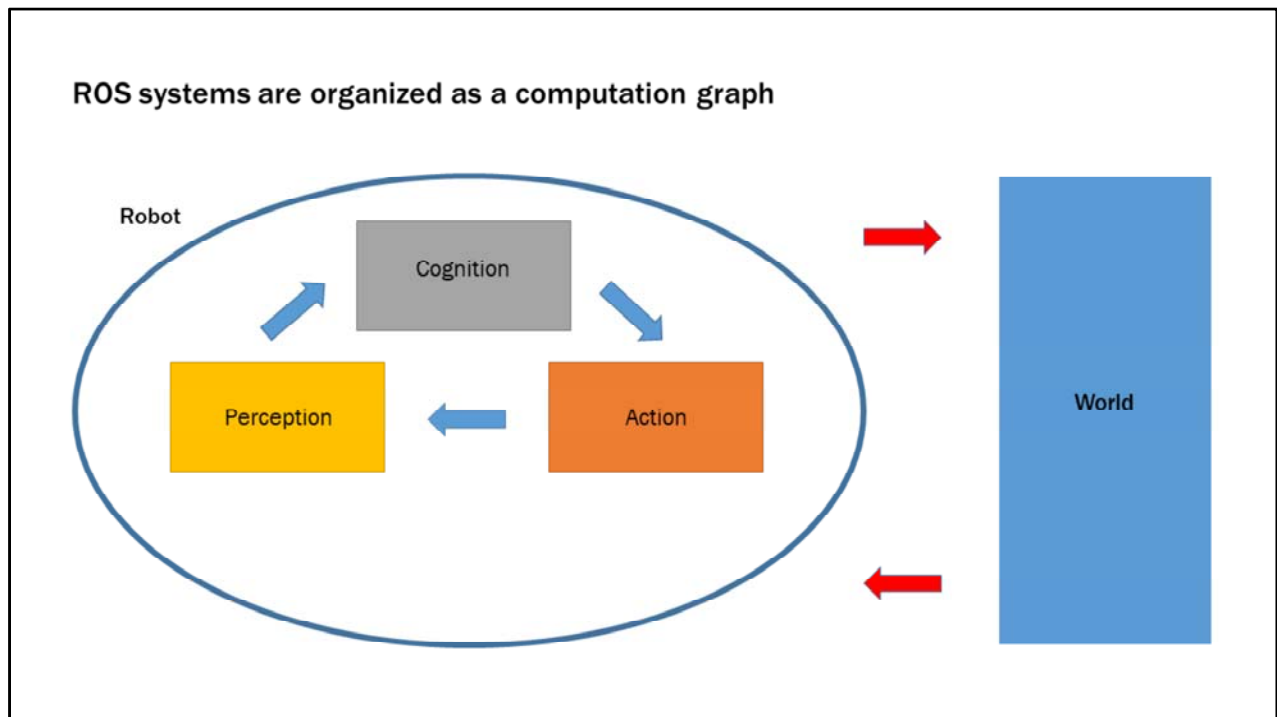 ROS systems are organized as a computation graph
Robot
Cognition
Perception
Action
World